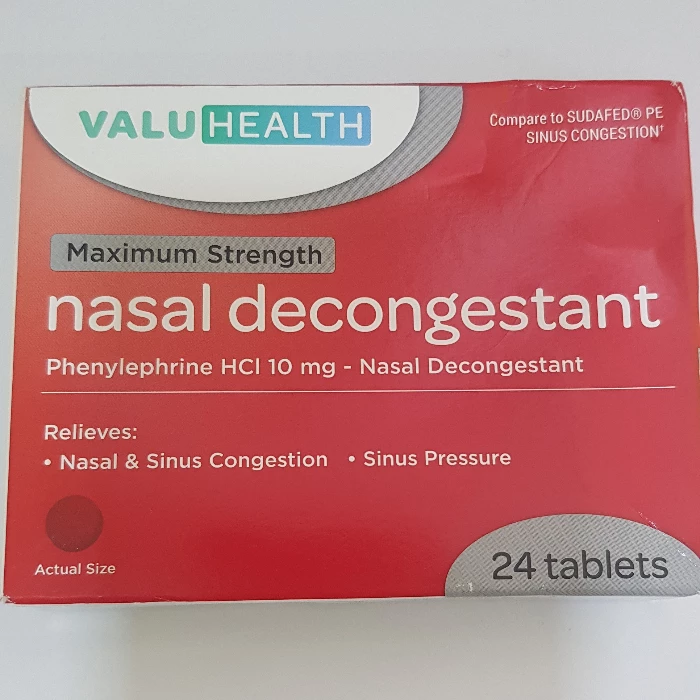 VALUHEALTH
Compare to SUDAFED® PE
SINUS CONGESTION†
Maximum Strength
nasal decongestant
Phenylephrine HCl 10 mg - Nasal Decongestant
Relieves:
• Nasal & Sinus Congestion • Sinus Pressure
Actual Size
24 tablets